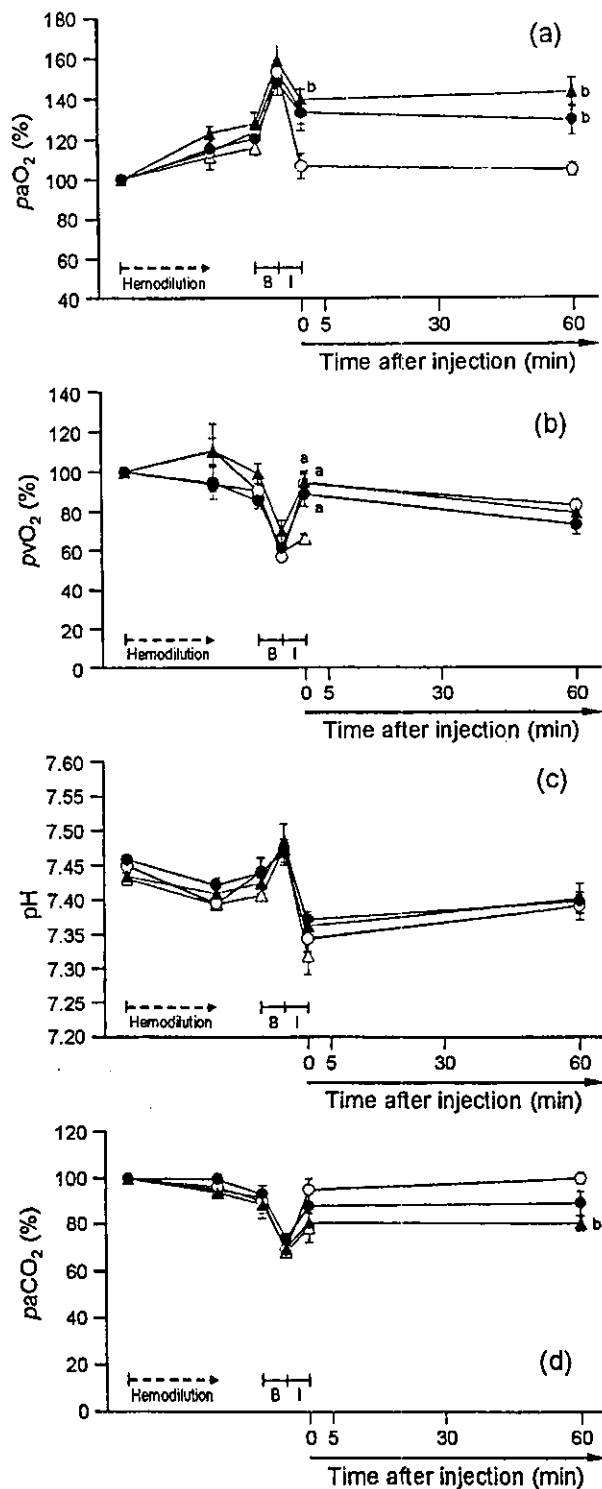 (a)
paO2 (%)
180
160
140
120
100
80
60
40
b
b
b
Hemodilution
B
I
0 5 30 60
Time after injection (min)
(b)
pvO2 (%)
140
120
100
80
60
40
20
0
a
a
a
Hemodilution
B
I
0 5 30 60
Time after injection (min)
(c)
pH
7.60
7.55
7.50
7.45
7.40
7.35
7.30
7.25
7.20
Hemodilution
B
I
0 5 30 60
Time after injection (min)
(d)
paCO2 (%)
120
100
80
60
40
20
0
b
Hemodilution
B
I
0 5 30 60
Time after injection (min)